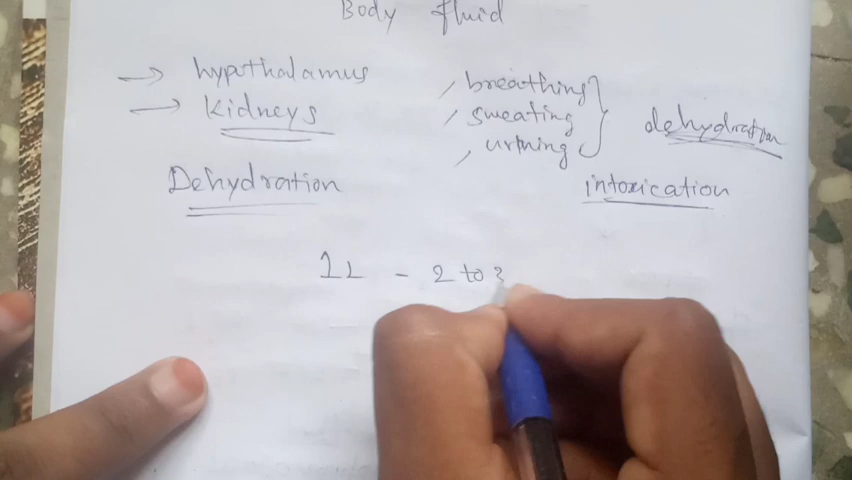 Body fluid
→ hypothalamus
→ kidneys
, breathing
, sweating
, urining
dehydration
Dehydration
intoxication
1L - 2 to 3